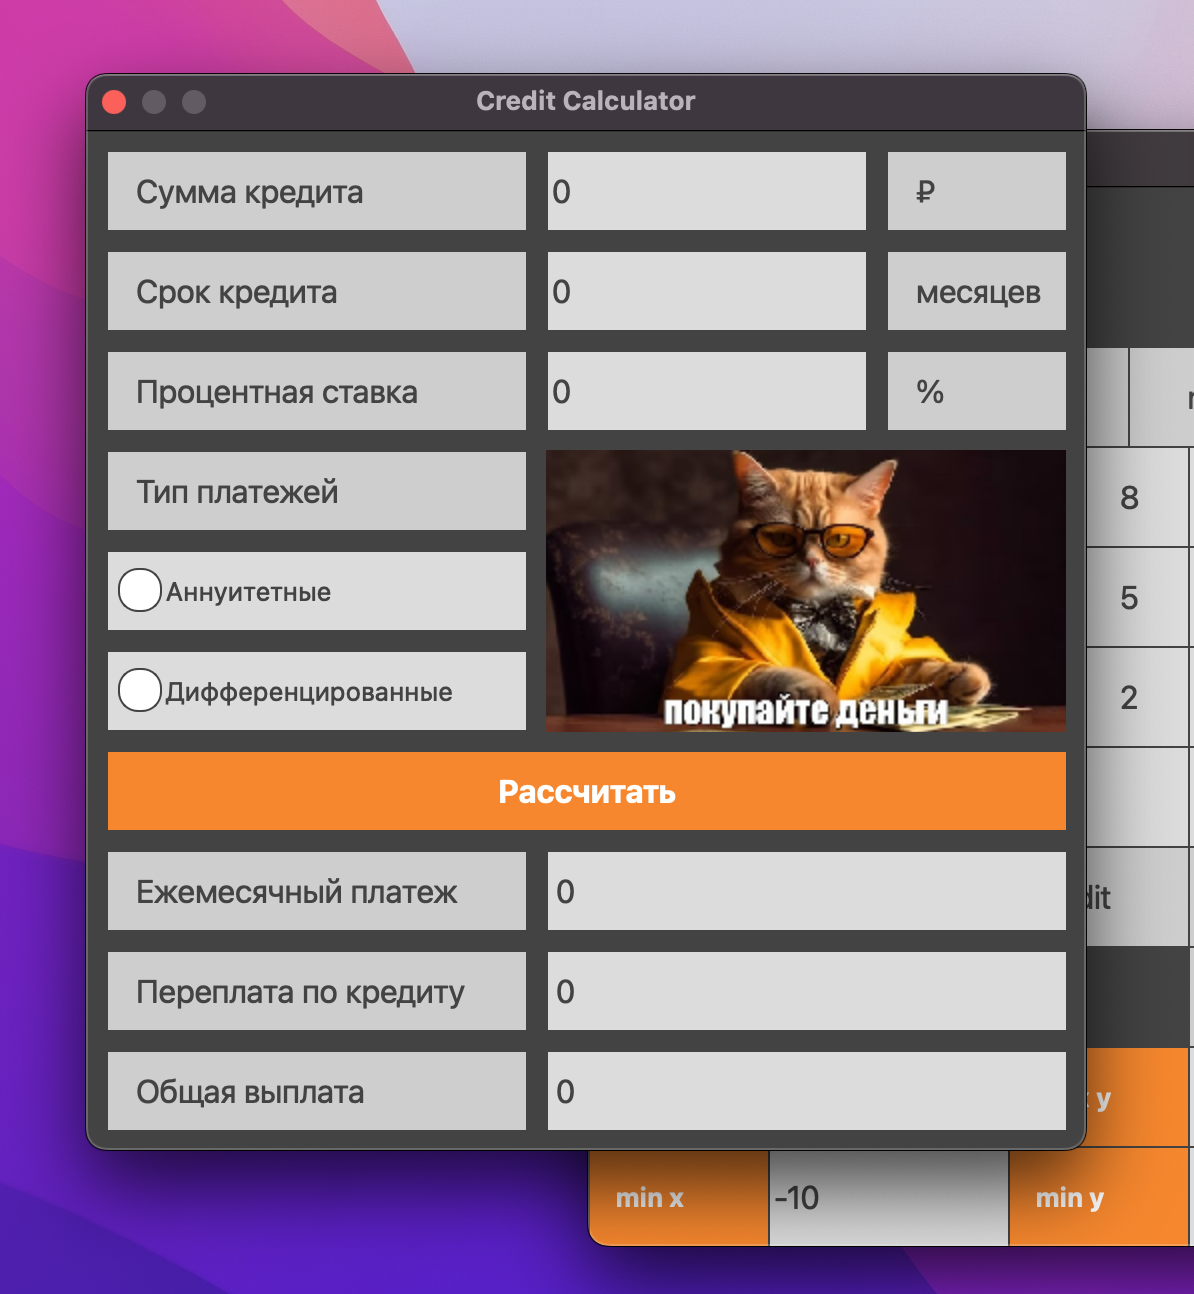 Credit Calculator
Сумма кредита 0 ₽
Срок кредита 0 месяцев
Процентная ставка 0 %
Тип платежей
Аннуитетные
Дифференцированные
покупайте деньги
Рассчитать
Ежемесячный платеж 0
Переплата по кредиту 0
Общая выплата 0
8
5
2
dit
x y
min x -10 min y